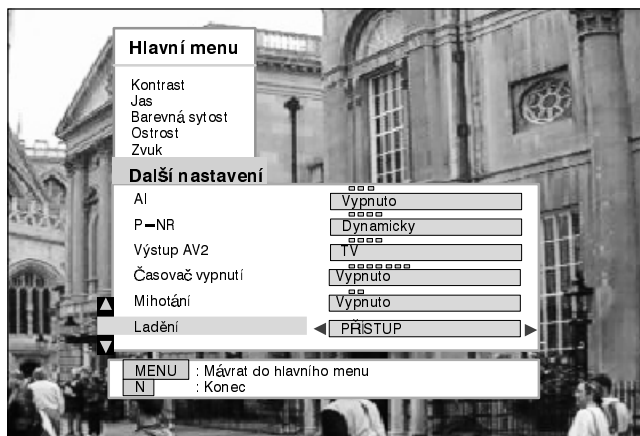 Hlavní menu
Kontrast
Jas
Barevná sytost
Ostrost
Zvuk
Další nastavení
AI Vypnuto
P–NR Dynamicky
Výstup AV2 TV
Časovač vypnutí Vypnuto
Mihotání Vypnuto
Ladění PŘÍSTUP
MENU : Mávrat do hlavního menu
N : Konec